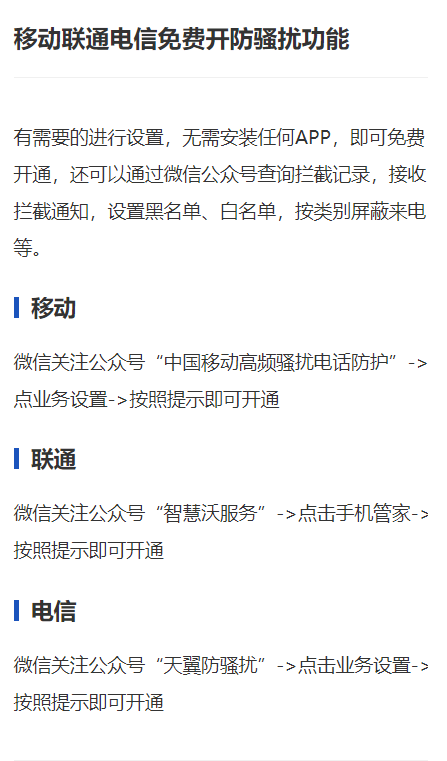 移动联通电信免费开防骚扰功能
有需要的进行设置，无需安装任何APP，即可免费
开通，还可以通过微信公众号查询拦截记录，接收
拦截通知，设置黑名单、白名单，按类别屏蔽来电
等。
移动
微信关注公众号“中国移动高频骚扰电话防护”->
点业务设置->按照提示即可开通
联通
微信关注公众号“智慧沃服务”->点击手机管家->
按照提示即可开通
电信
微信关注公众号“天翼防骚扰”->点击业务设置->
按照提示即可开通